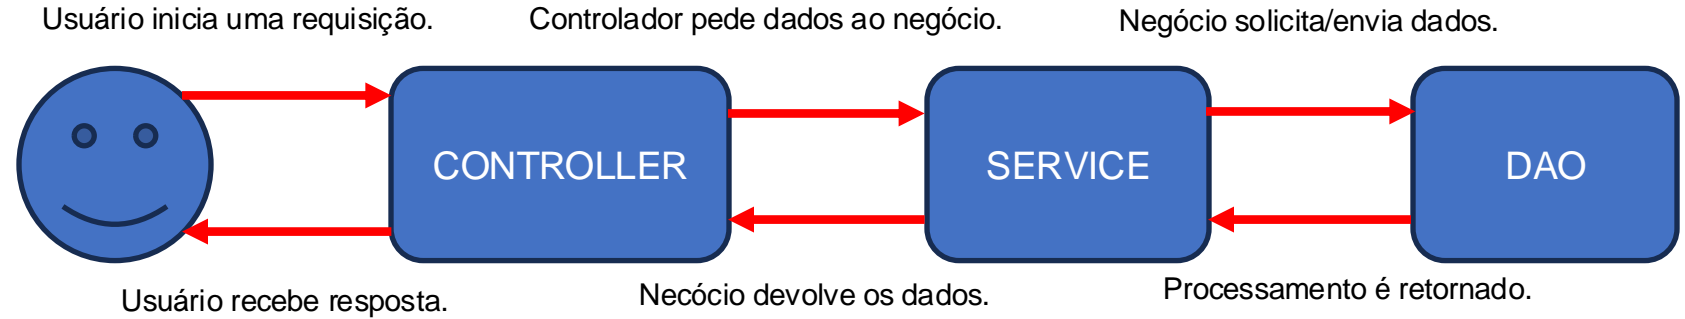 Usuário inicia uma requisição.
Controlador pede dados ao negócio.
Negócio solicita/envia dados.
CONTROLLER
SERVICE
DAO
Usuário recebe resposta.
Necócio devolve os dados.
Processamento é retornado.